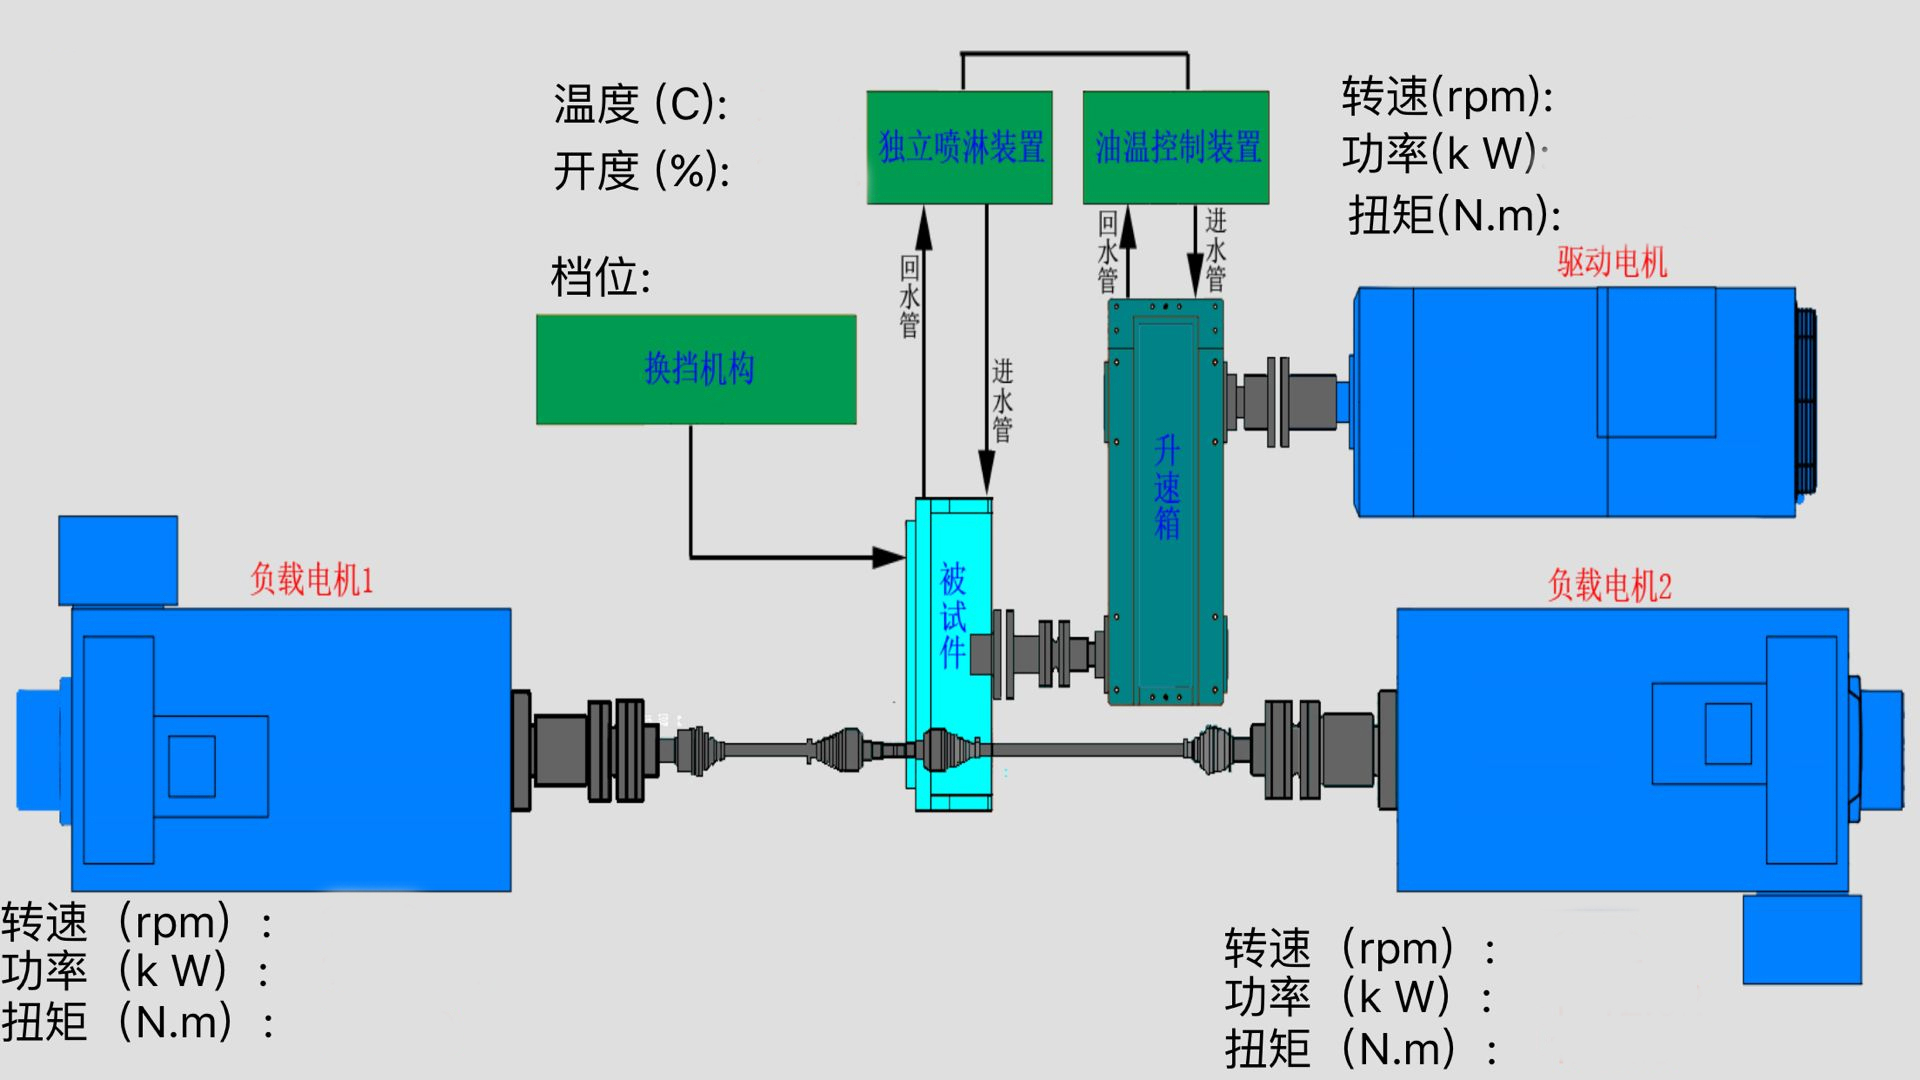 温度 (C):
开度 (%):
独立喷淋装置
油温控制装置
转速(rpm):
功率(k W):
扭矩(N.m):
驱动电机
档位:
回水管
进水管
回水管
进水管
换挡机构
升速箱
被试件
负载电机1
负载电机2
转速（rpm）:
功率（k W）:
扭矩（N.m）:
转速（rpm）:
功率（k W）:
扭矩（N.m）: